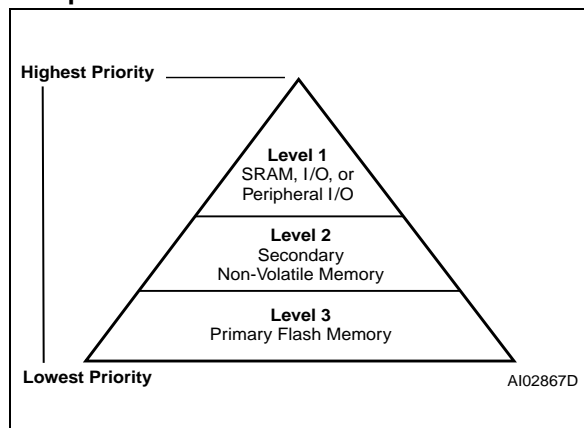 Highest Priority
Level 1
SRAM, I/O, or
Peripheral I/O
Level 2
Secondary
Non-Volatile Memory
Level 3
Primary Flash Memory
Lowest Priority
AI02867D